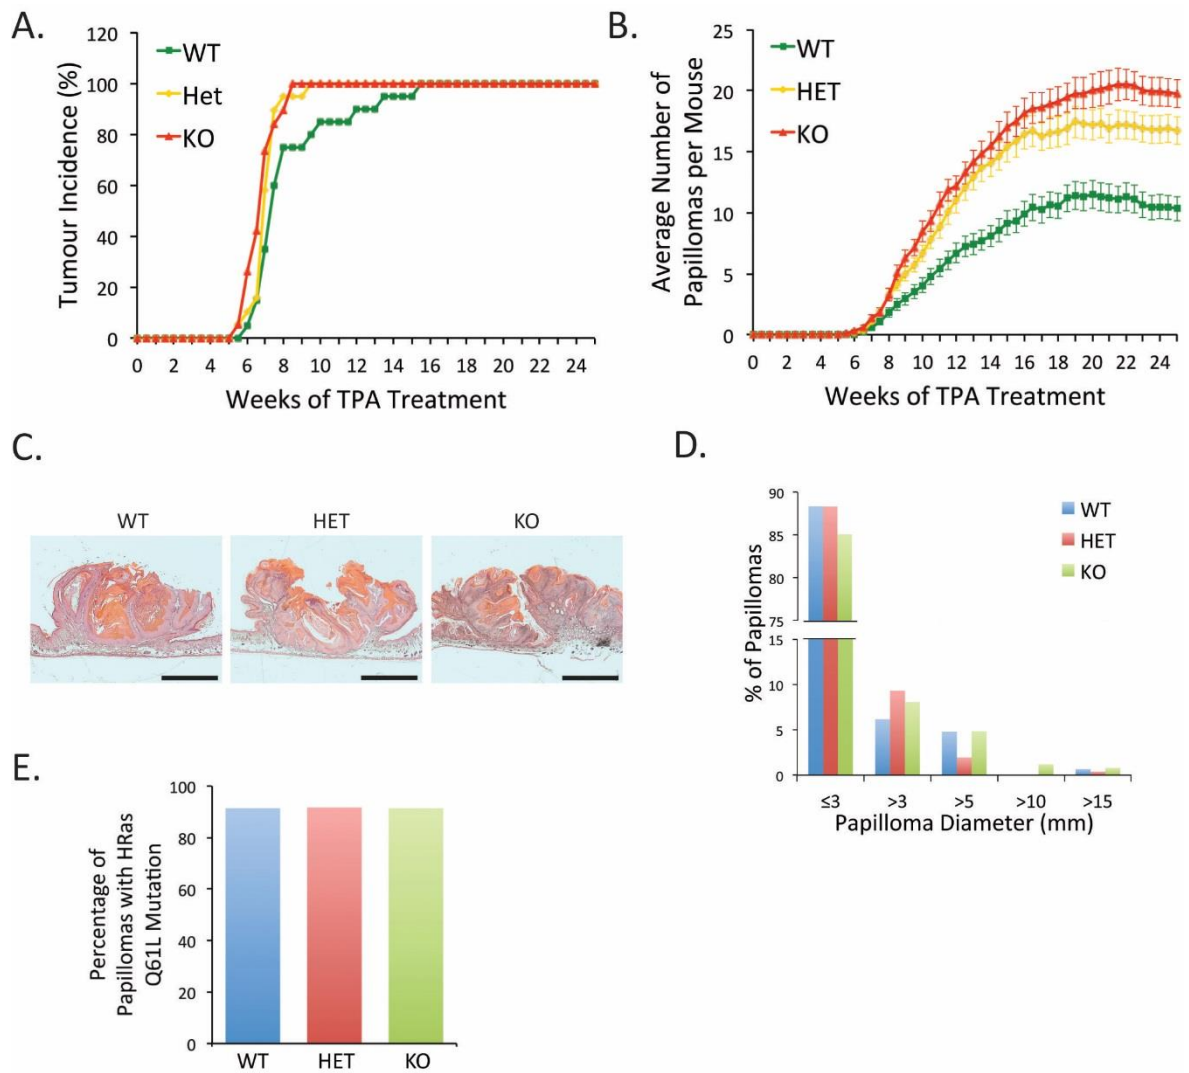 A.
Tumour Incidence (%)
120
100
80
60
40
20
0
WT
Het
KO
0 2 4 6 8 10 12 14 16 18 20 22 24
Weeks of TPA Treatment
B.
Average Number of
Papillomas per Mouse
25
20
15
10
5
0
WT
HET
KO
0 2 4 6 8 10 12 14 16 18 20 22 24
Weeks of TPA Treatment
C.
WT HET KO
D.
% of Papillomas
90
85
80
75
15
10
5
0
WT
HET
KO
≤3 >3 >5 >10 >15
Papilloma Diameter (mm)
E.
Percentage of
Papillomas with HRas
Q61L Mutation
100
80
60
40
20
0
WT HET KO